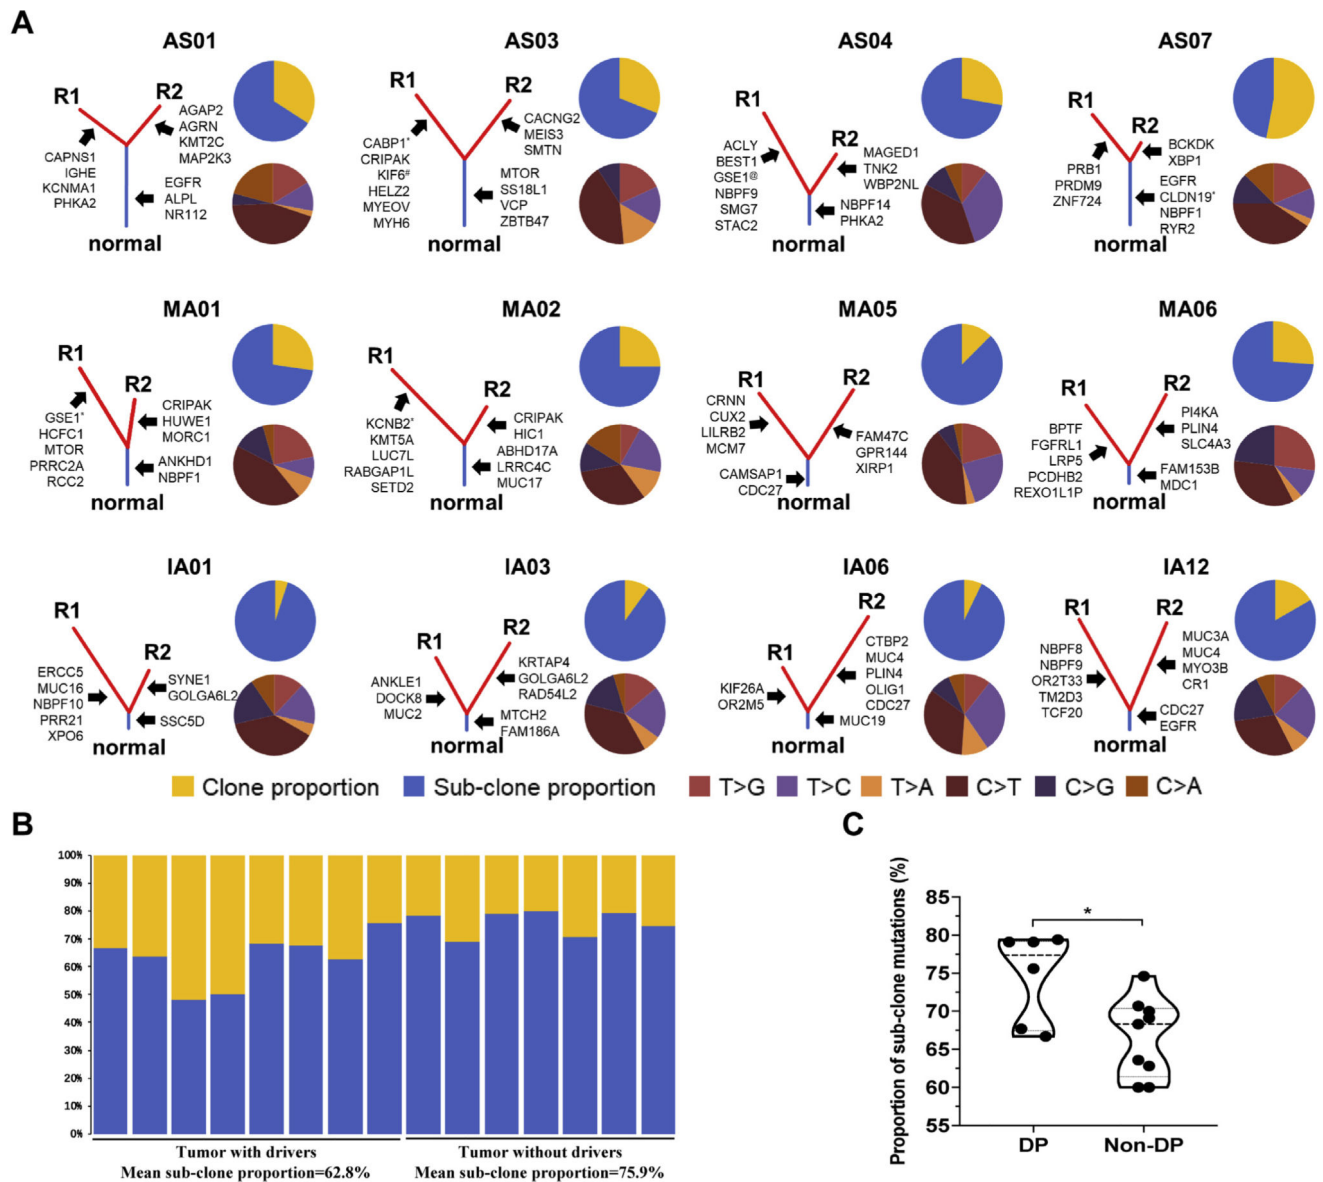 A
AS01
R1
R2
AGAP2
AGRN
KMT2C
MAP2K3
CAPNS1
IGHE
KCNMA1
PHKA2
EGFR
ALPL
NR112
normal
AS03
R1
R2
CACNG2
MEIS3
SMTN
CABP1*
CRIPAK
KIF6#
HELZ2
MYEOV
MYH6
MTOR
SS18L1
VCP
ZBTB47
normal
AS04
R1
R2
ACLY
BEST1
GSE1@
NBPF9
SMG7
STAC2
MAGED1
TNK2
WBP2NL
NBPF14
PHKA2
normal
AS07
R1
R2
BCKDK
XBP1
PRB1
PRDM9
ZNF724
EGFR
CLDN19*
NBPF1
RYR2
normal
MA01
R1
R2
GSE1*
HCFC1
MTOR
PRRC2A
RCC2
CRIPAK
HUWE1
MORC1
ANKHD1
NBPF1
normal
MA02
R1
R2
KCNB2*
KMT5A
LUC7L
RABGAP1L
SETD2
CRIPAK
HIC1
ABHD17A
LRRC4C
MUC17
normal
MA05
R1
R2
CRNN
CUX2
LILRB2
MCM7
FAM47C
GPR144
XIRP1
CAMSAP1
CDC27
normal
MA06
R1
R2
BPTF
FGFRL1
LRP5
PCDHB2
REXO1L1P
PI4KA
PLIN4
SLC4A3
FAM153B
MDC1
normal
IA01
R1
R2
ERCC5
MUC16
NBPF10
PRR21
XPO6
SYNE1
GOLGA6L2
SSC5D
normal
IA03
R1
R2
ANKLE1
DOCK8
MUC2
KRTAP4
GOLGA6L2
RAD54L2
MTCH2
FAM186A
normal
IA06
R1
R2
KIF26A
OR2M5
CTBP2
MUC4
PLIN4
OLIG1
CDC27
MUC19
normal
IA12
R1
R2
NBPF8
NBPF9
OR2T33
TM2D3
TCF20
MUC3A
MUC4
MYO3B
CR1
CDC27
EGFR
normal
Clone proportion Sub-clone proportion T>G T>C T>A C>T C>G C>A
B
100%
90%
80%
70%
60%
50%
40%
30%
20%
10%
0%
Tumor with drivers
Mean sub-clone proportion=62.8%
Tumor without drivers
Mean sub-clone proportion=75.9%
C
Proportion of sub-clone mutations (%)
85
80
75
70
65
60
55
*
DP
Non-DP